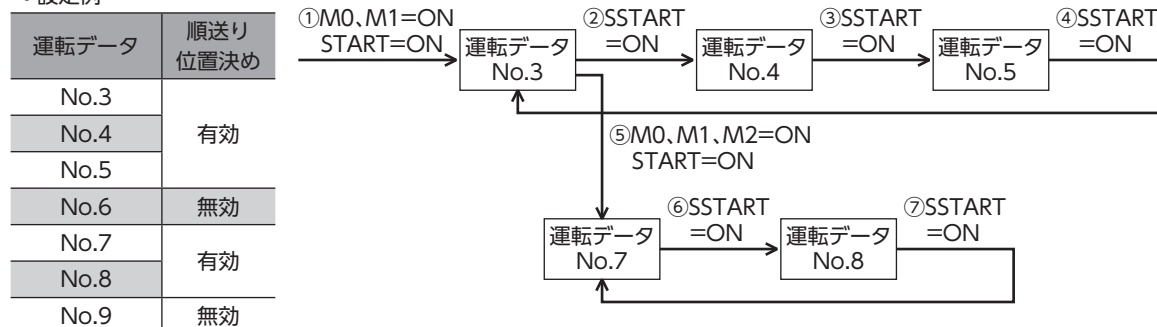 設定例
運転データ
順送り
位置決め
No.3
No.4
No.5
有効
No.6
無効
No.7
No.8
有効
No.9
無効
①M0、M1=ON
START=ON
運転データ
No.3
②SSTART
=ON
運転データ
No.4
③SSTART
=ON
運転データ
No.5
④SSTART
=ON
⑤M0、M1、M2=ON
START=ON
運転データ
No.7
⑥SSTART
=ON
運転データ
No.8
⑦SSTART
=ON